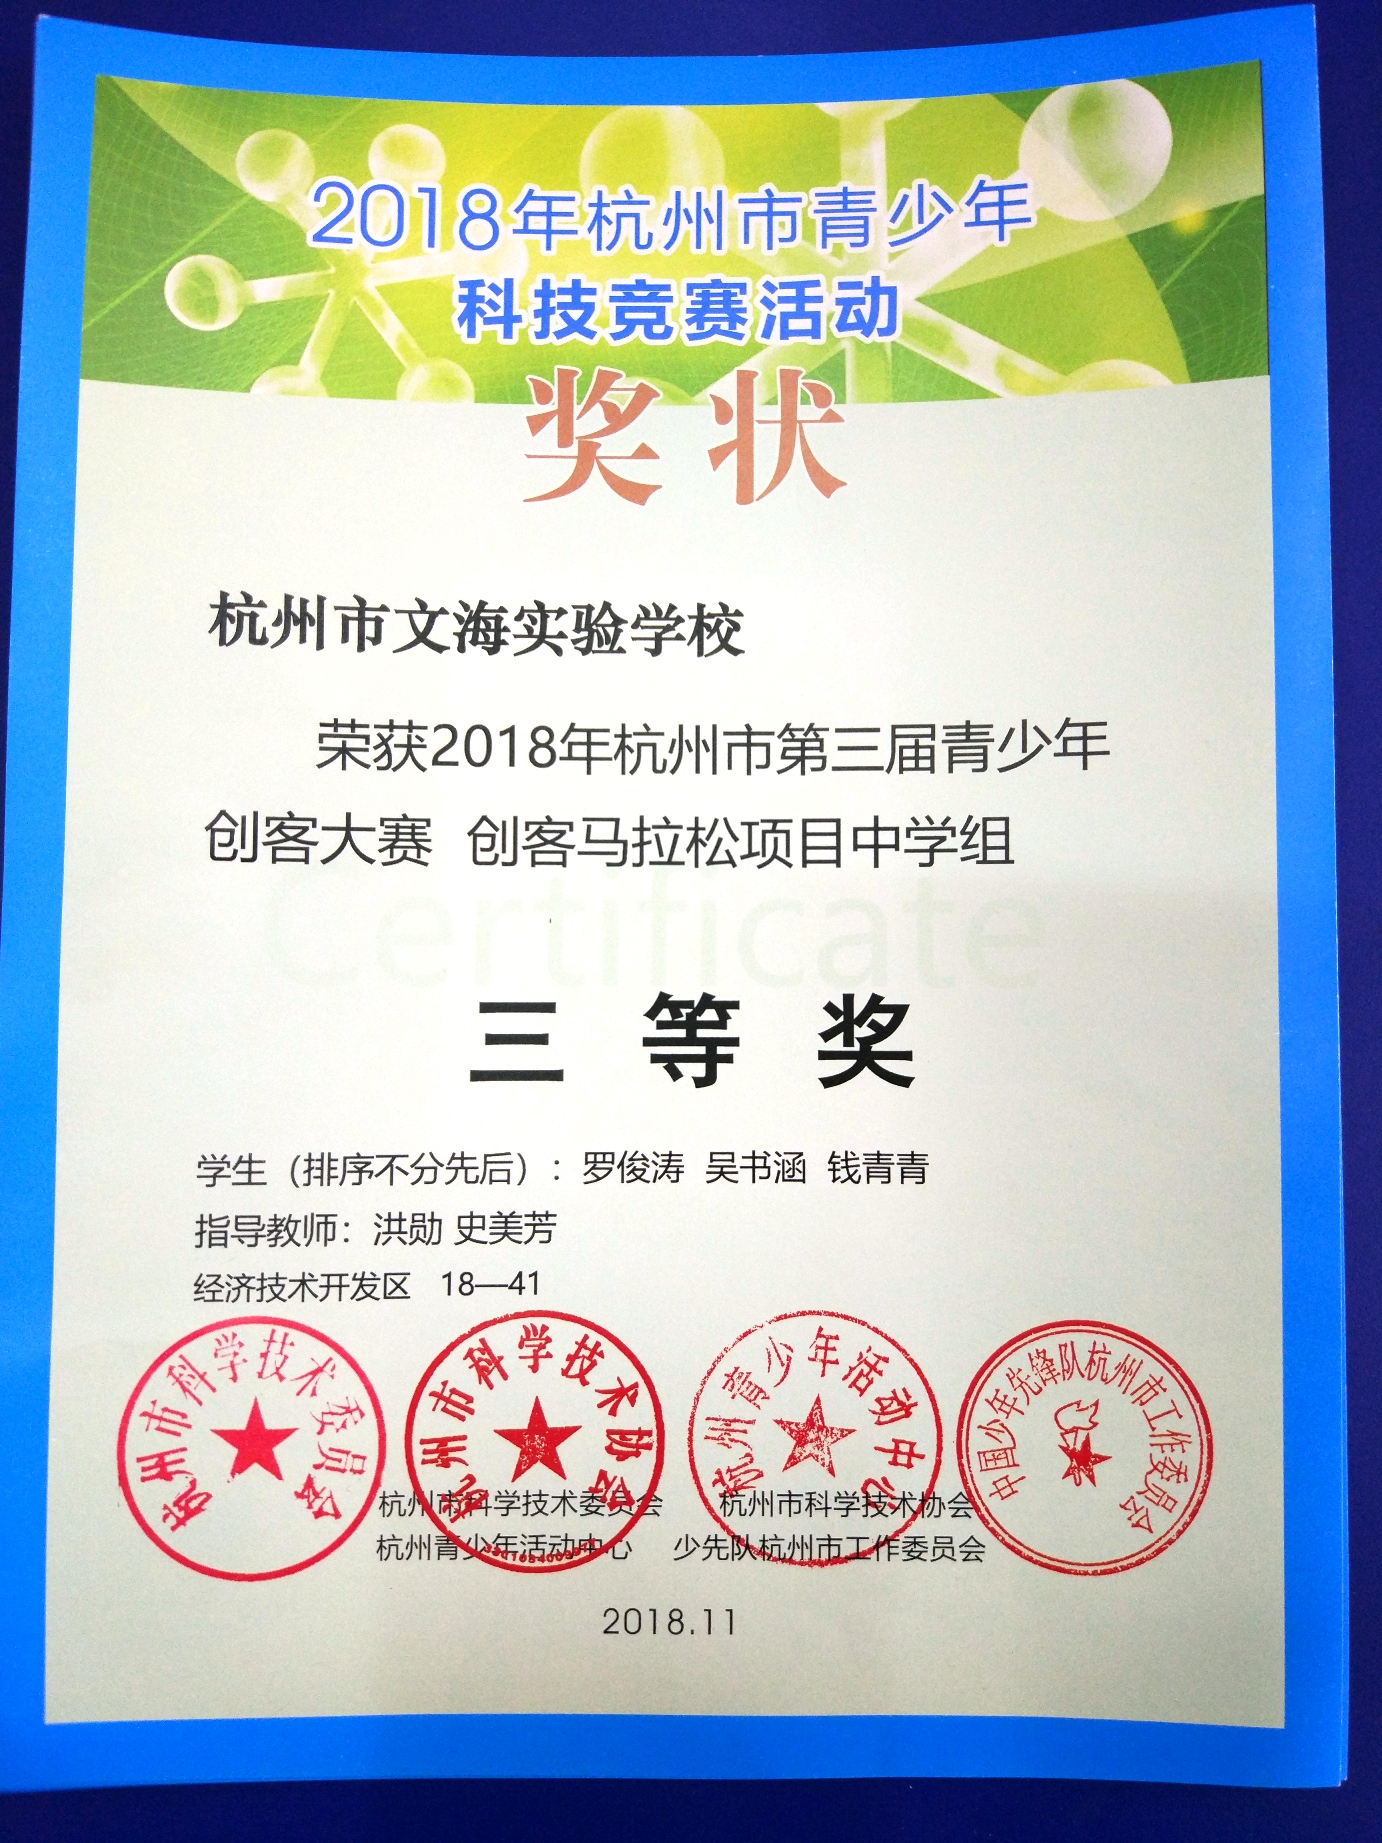 2018年杭州市青少年
科技竞赛活动
奖状
杭州市文海实验学校
荣获2018年杭州市第三届青少年
创客大赛 创客马拉松项目中学组
Certificate
三等奖
学生（排序不分先后）：罗俊涛 吴书涵 钱青青
指导教师：洪勋 史美芳
经济技术开发区 18—41
杭州市科学技术委员会
杭州市科学技术协会
杭州青少年活动中心
中国少年先锋队杭州市工作委员会
杭州市科学技术委员会 杭州市科学技术协会
杭州青少年活动中心 少先队杭州市工作委员会
2018.11